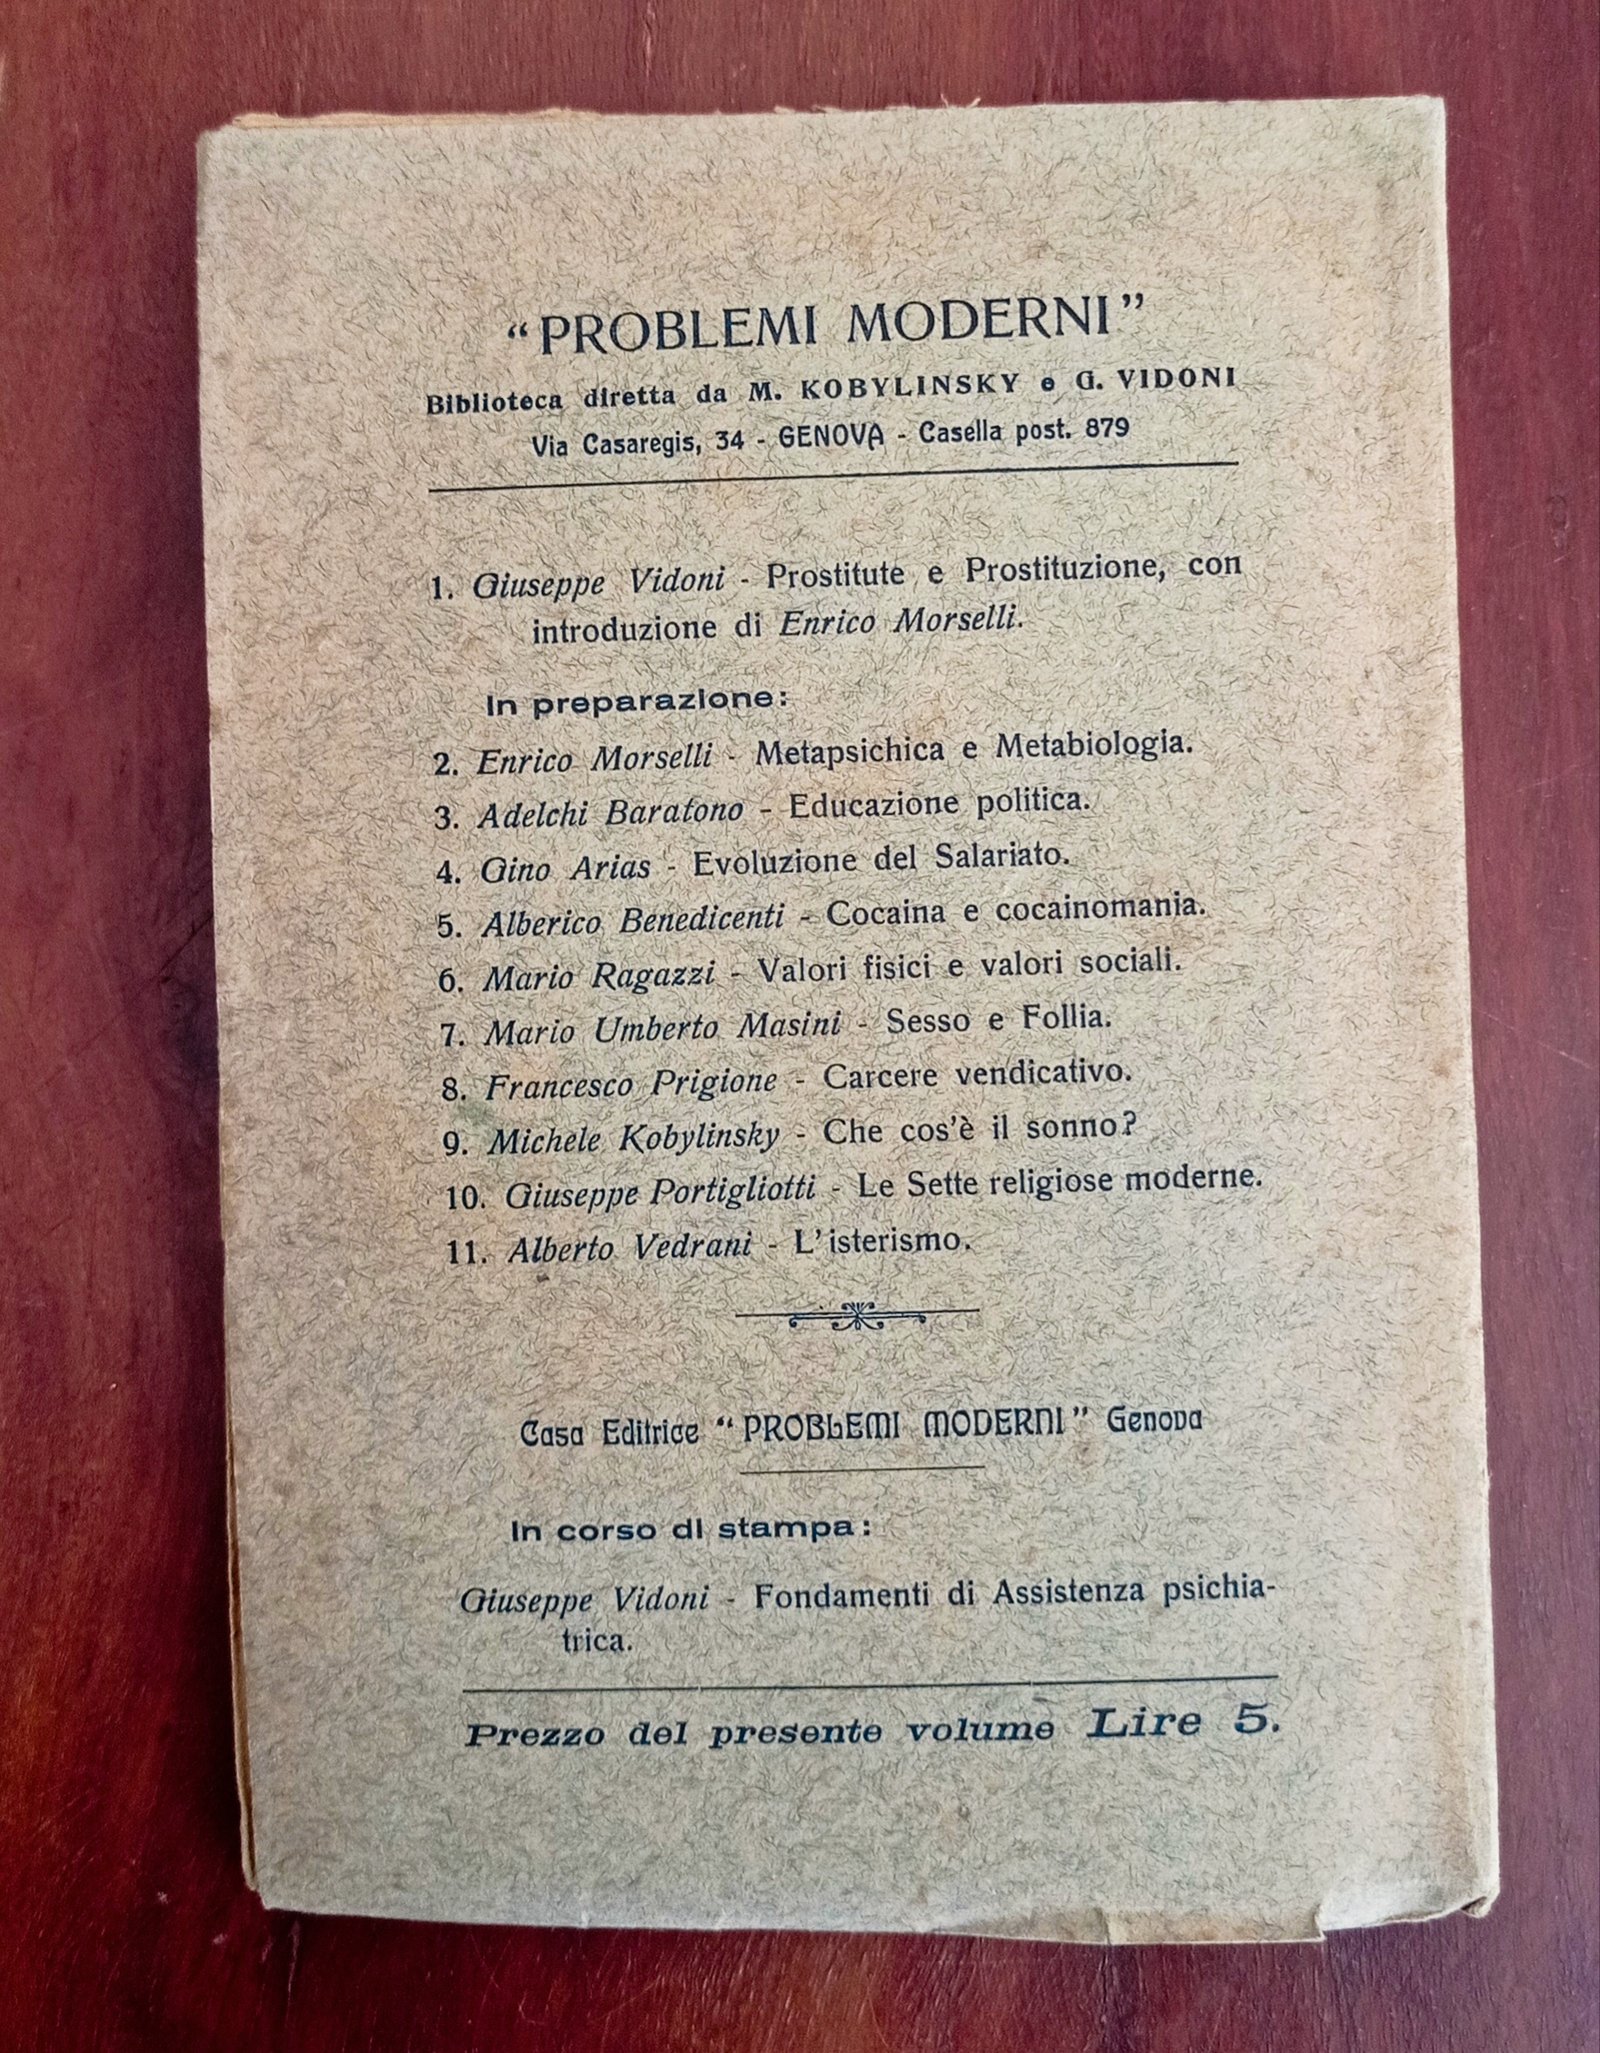 “PROBLEMI MODERNI”
Biblioteca diretta da M. KOBYLINSKY e G. VIDONI
Via Casaregis, 34 - GENOVA - Casella post. 879
1. Giuseppe Vidoni - Prostitute e Prostituzione, con
introduzione di Enrico Morselli.
In preparazione:
2. Enrico Morselli - Metapsichica e Metabiologia.
3. Adelchi Baratono - Educazione politica.
4. Gino Arias - Evoluzione del Salariato.
5. Alberico Benedicenti - Cocaina e cocainomania.
6. Mario Ragazzi - Valori fisici e valori sociali.
7. Mario Umberto Masini - Sesso e Follia.
8. Francesco Prigione - Carcere vendicativo.
9. Michele Kobylinsky - Che cos’è il sonno?
10. Giuseppe Portigliotti - Le Sette religiose moderne.
11. Alberto Vedrani - L’isterismo.
Casa Editrice “PROBLEMI MODERNI” Genova
In corso di stampa:
Giuseppe Vidoni - Fondamenti di Assistenza psichia-
trica.
Prezzo del presente volume Lire 5.